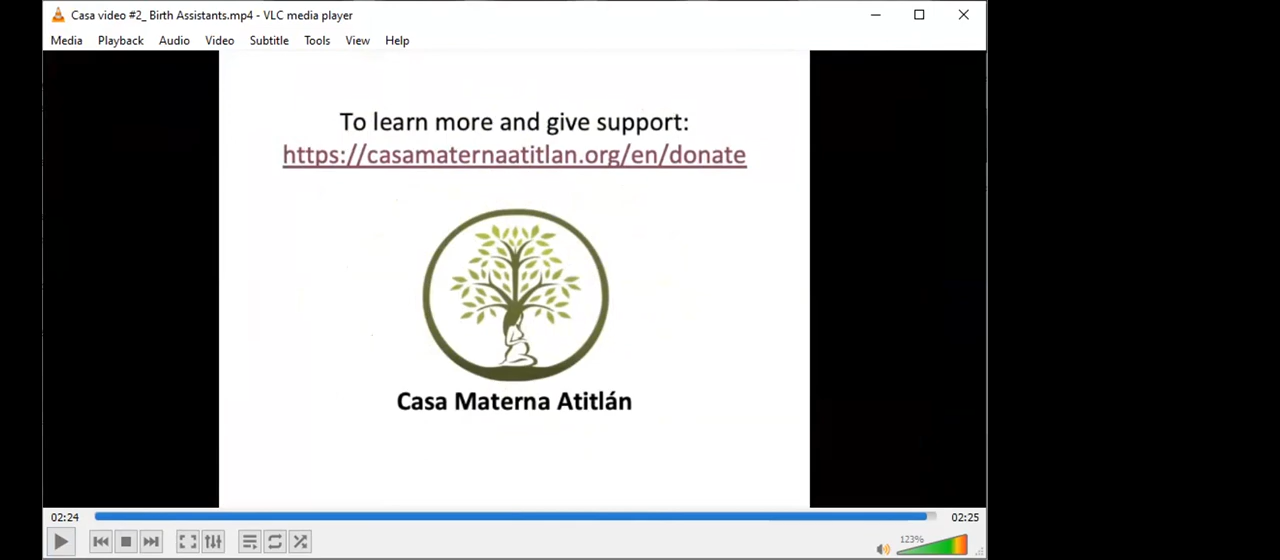 Casa video #2_ Birth Assistants.mp4 - VLC media player
Media Playback Audio Video Subtitle Tools View Help
To learn more and give support:
https://casamaternaatitlan.org/en/donate
Casa Materna Atitlán
02:24 02:25
123%